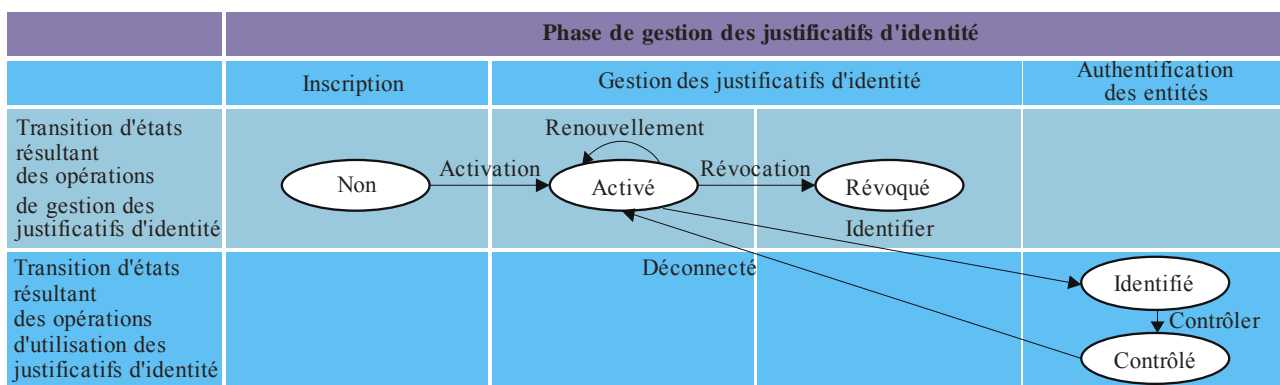 Phase de gestion des justificatifs d'identité
Inscription
Gestion des justificatifs d'identité
Authentification
des entités
Transition d'états
résultant
des opérations
de gestion des
justificatifs d'identité
Renouvellement
Non
Activation
Activé
Révocation
Révoqué
Identifier
Transition d'états
résultant
des opérations
d'utilisation des
justificatifs d'identité
Déconnecté
Identifié
Contrôler
Contrôlé